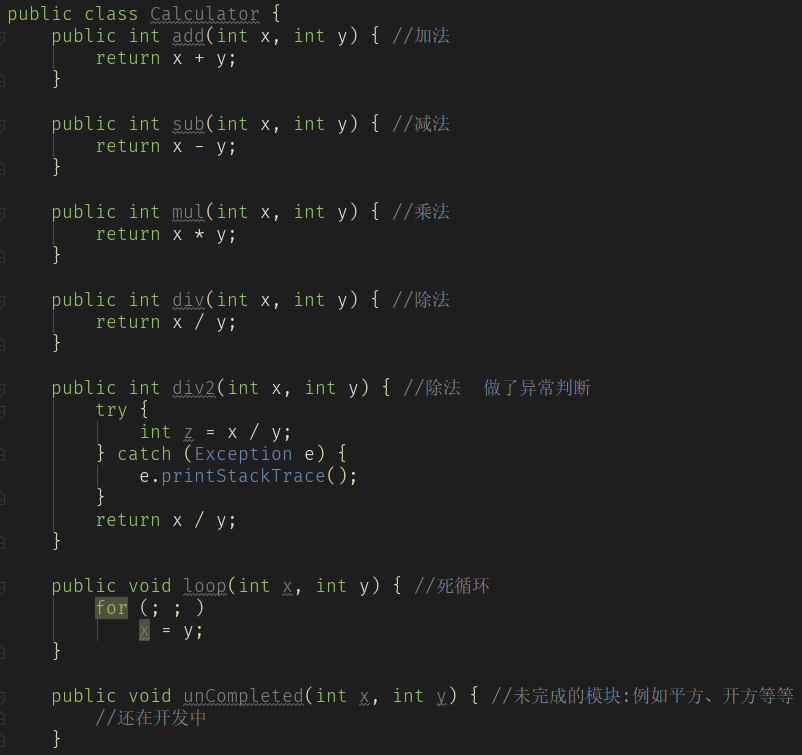 public class Calculator {
    public int add(int x, int y) { //加法
        return x + y;
    }

    public int sub(int x, int y) { //减法
        return x - y;
    }

    public int mul(int x, int y) { //乘法
        return x * y;
    }

    public int div(int x, int y) { //除法
        return x / y;
    }

    public int div2(int x, int y) { //除法  做了异常判断
        try {
            int z = x / y;
        } catch (Exception e) {
            e.printStackTrace();
        }
        return x / y;
    }

    public void loop(int x, int y) { //死循环
        for (; ; )
            x = y;
    }

    public void unCompleted(int x, int y) { //未完成的模块:例如平方、开方等等
        //还在开发中
    }